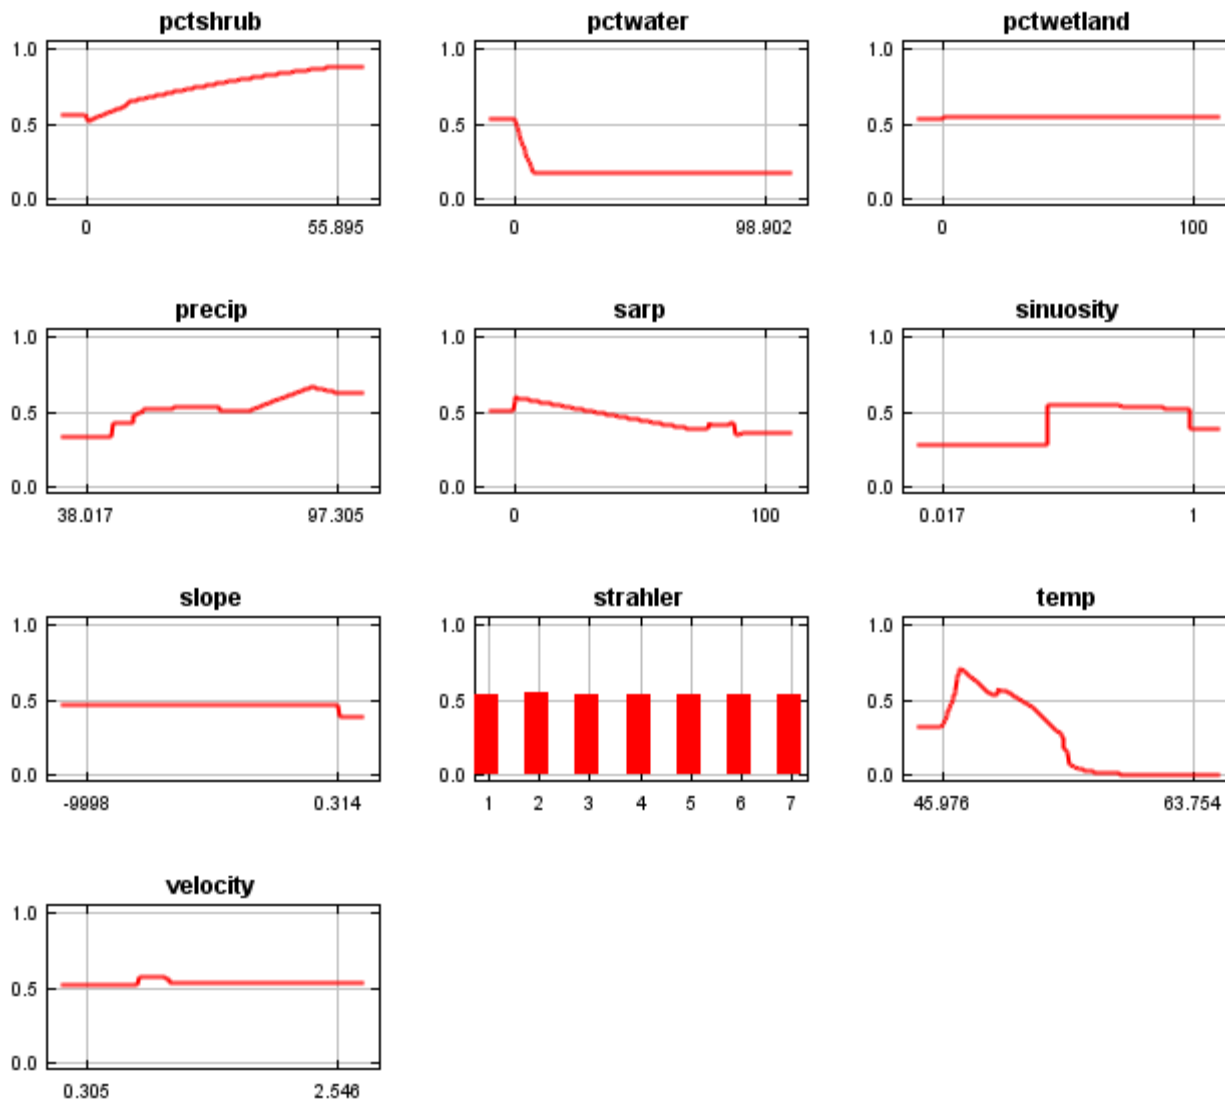 pctshrub pctwater pctwetland
1.0 1.0 1.0
0.5 0.5 0.5
0.0 0.0 0.0
0 55.895 0 98.902 0 100
precip sarp sinuosity
1.0 1.0 1.0
0.5 0.5 0.5
0.0 0.0 0.0
38.017 97.305 0 100 0.017 1
slope strahler temp
1.0 1.0 1.0
0.5 0.5 0.5
0.0 0.0 0.0
-9998 0.314 1 2 3 4 5 6 7 45.976 63.754
velocity
1.0
0.5
0.0
0.305 2.546